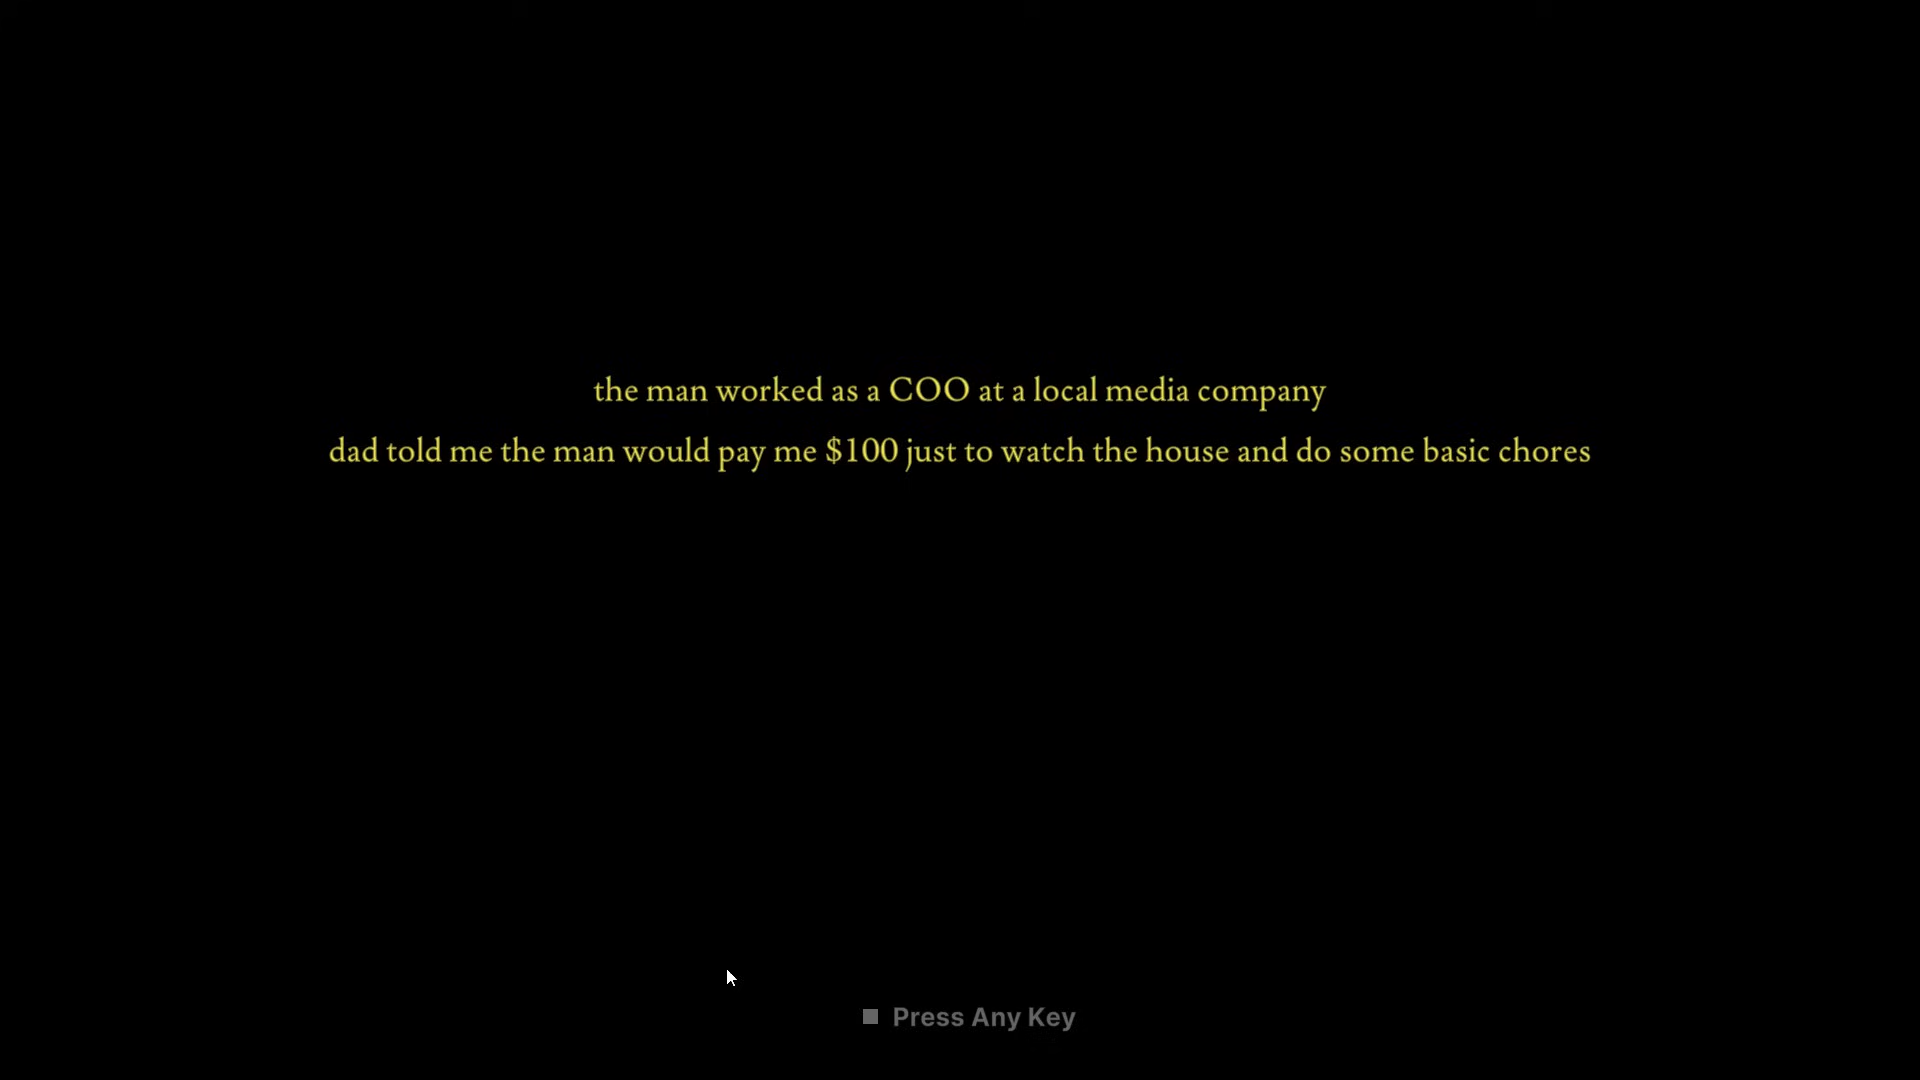 the man worked as a COO at a local media company
dad told me the man would pay me $100 just to watch the house and do some basic chores
Press Any Key